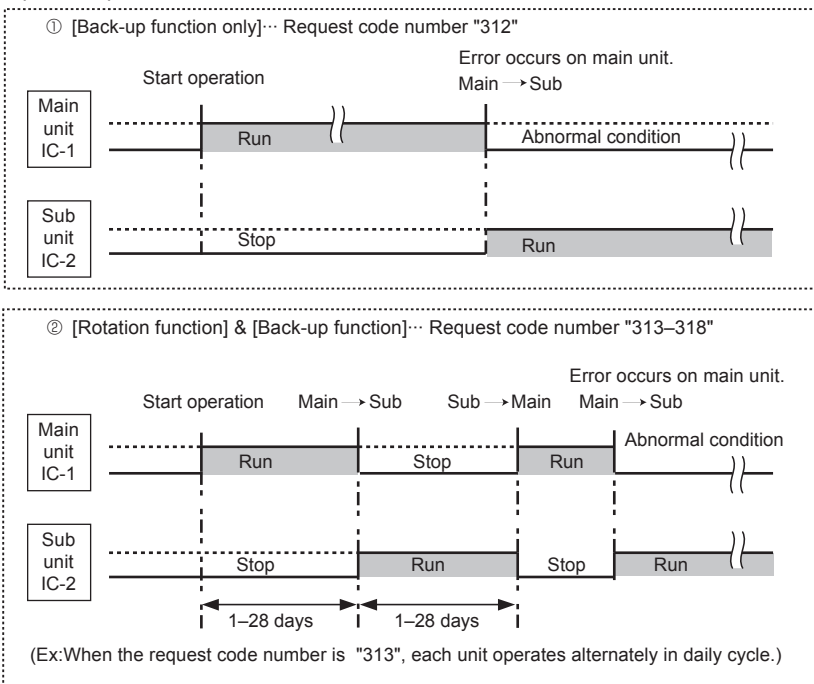 ① [Back-up function only]··· Request code number "312"
Error occurs on main unit.
Start operation
Main → Sub
Main
unit
IC-1
Run
Abnormal condition
Sub
unit
IC-2
Stop
Run
② [Rotation function] & [Back-up function]··· Request code number "313–318"
Error occurs on main unit.
Start operation Main → Sub Sub → Main Main → Sub
Main
unit
IC-1
Run Stop Run Abnormal condition
Sub
unit
IC-2
Stop Run Stop Run
1–28 days 1–28 days
(Ex:When the request code number is "313", each unit operates alternately in daily cycle.)